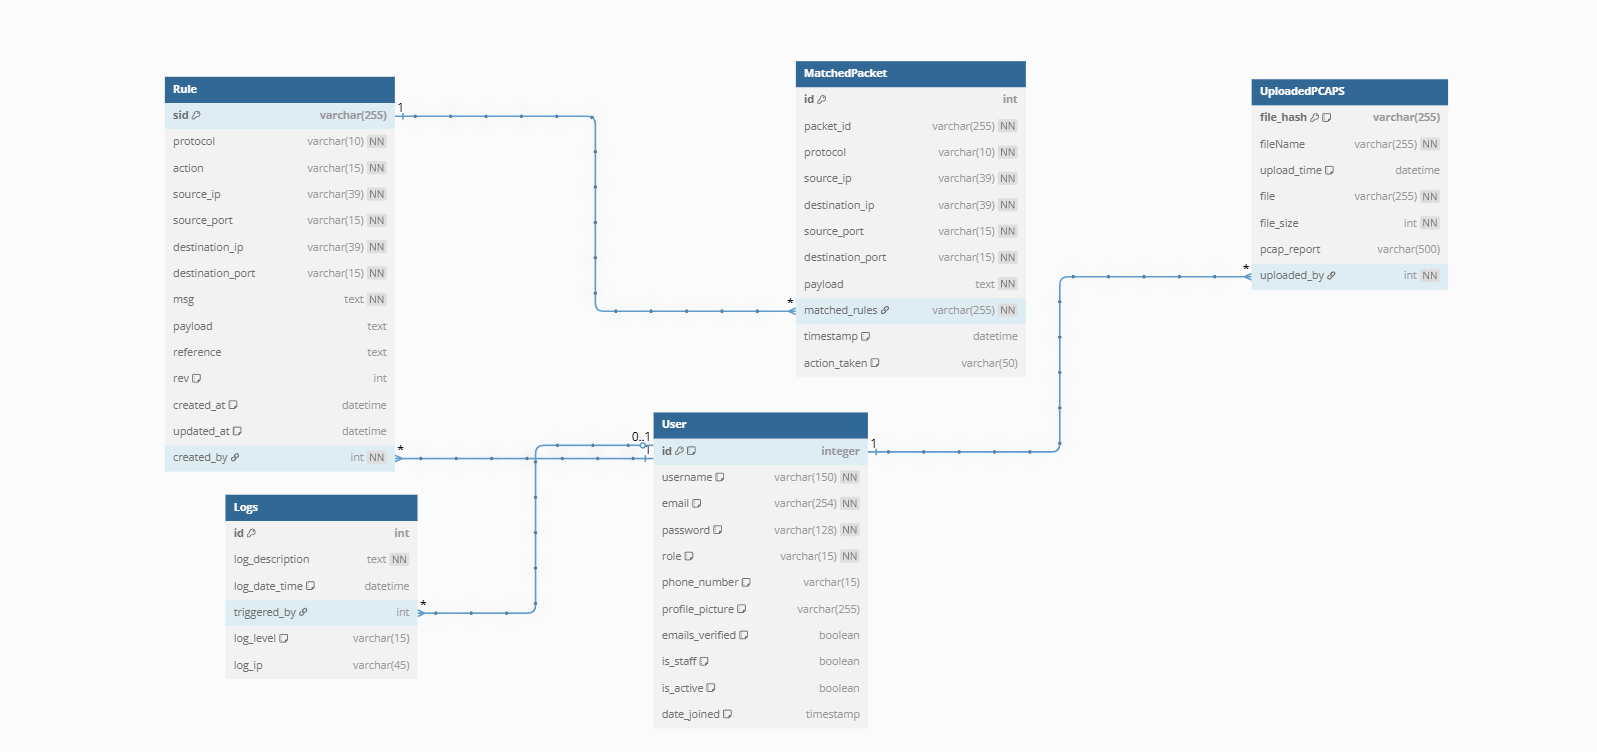 Rule
sid varchar(255)
protocol varchar(10) NN
action varchar(15) NN
source_ip varchar(39) NN
source_port varchar(15) NN
destination_ip varchar(39) NN
destination_port varchar(15) NN
msg text NN
payload text
reference text
rev int
created_at datetime
updated_at datetime
created_by int NN
1
*
MatchedPacket
id int
packet_id varchar(255) NN
protocol varchar(10) NN
source_ip varchar(39) NN
destination_ip varchar(39) NN
source_port varchar(15) NN
destination_port varchar(15) NN
payload text NN
* matched_rules varchar(255) NN
timestamp datetime
action_taken varchar(50)
UploadedPCAPS
file_hash varchar(255)
fileName varchar(255) NN
upload_time datetime
file varchar(255) NN
file_size int NN
pcap_report varchar(500)
* uploaded_by int NN
Logs
id int
log_description text NN
log_date_time datetime
triggered_by int *
log_level varchar(15)
log_ip varchar(45)
User
0..1
1
id integer 1
username varchar(150) NN
email varchar(254) NN
password varchar(128) NN
role varchar(15) NN
phone_number varchar(15)
profile_picture varchar(255)
emails_verified boolean
is_staff boolean
is_active boolean
date_joined timestamp